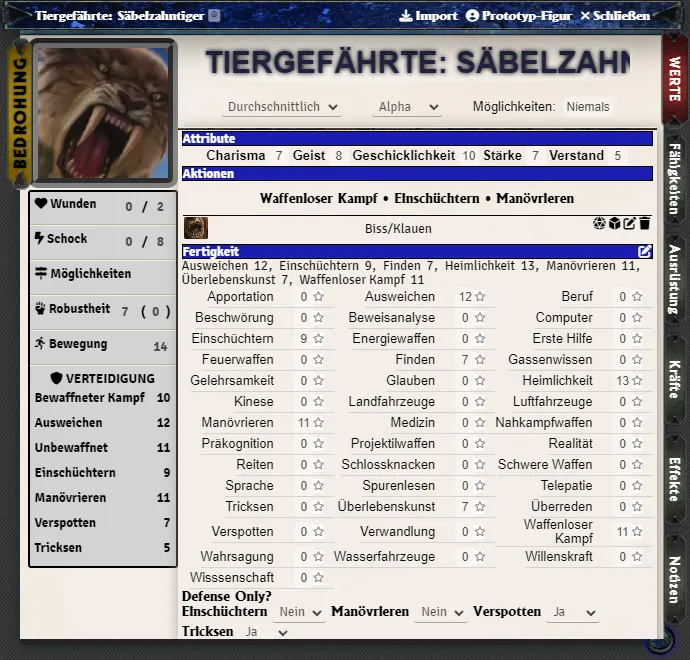 Tiergefährte: Säbelzahntiger Import Prototyp-Figur × Schließen
BEDROHUNG
TIERGEFÄHRTE: SÄBELZAHN
Durchschnittlich Alpha Möglichkeiten: Niemals
Attribute
Charisma 7 Geist 8 Geschicklichkeit 10 Stärke 7 Verstand 5
Aktionen
Waffenloser Kampf • Einschüchtern • Manövrieren
Biss/Klauen
Fertigkeit
Ausweichen 12, Einschüchtern 9, Finden 7, Heimlichkeit 13, Manövrieren 11,
Überlebenskunst 7, Waffenloser Kampf 11
Apportation 0 Ausweichen 12 Beruf 0
Beschwörung 0 Beweisanalyse 0 Computer 0
Einschüchtern 9 Energiewaffen 0 Erste Hilfe 0
Feuerwaffen 0 Finden 7 Gassenwissen 0
Gelehrsamkeit 0 Glauben 0 Heimlichkeit 13
Kinese 0 Landfahrzeuge 0 Luftfahrzeuge 0
Manövrieren 11 Medizin 0 Nahkampfwaffen 0
Präkognition 0 Projektilwaffen 0 Realität 0
Reiten 0 Schlossknacken 0 Schwere Waffen 0
Sprache 0 Spurenlesen 0 Telepatie 0
Tricksen 0 Überlebenskunst 7 Überreden 0
Verspotten 0 Verwandlung 0 Waffenloser Kampf 11
Wahrsagung 0 Wasserfahrzeuge 0 Willenskraft 0
Wisssenschaft 0
Defense Only?
Einschüchtern Nein Manövrieren Nein Verspotten Ja
Tricksen Ja
Wunden 0 / 2
Schock 0 / 8
Möglichkeiten
Robustheit 7 ( 0 )
Bewegung 14
VERTEIDIGUNG
Bewaffneter Kampf 10
Ausweichen 12
Unbewaffnet 11
Einschüchtern 9
Manövrieren 11
Verspotten 7
Tricksen 5
WERTE
Fähigkeiten
Ausrüstung
Kräfte
Effekte
Notizen